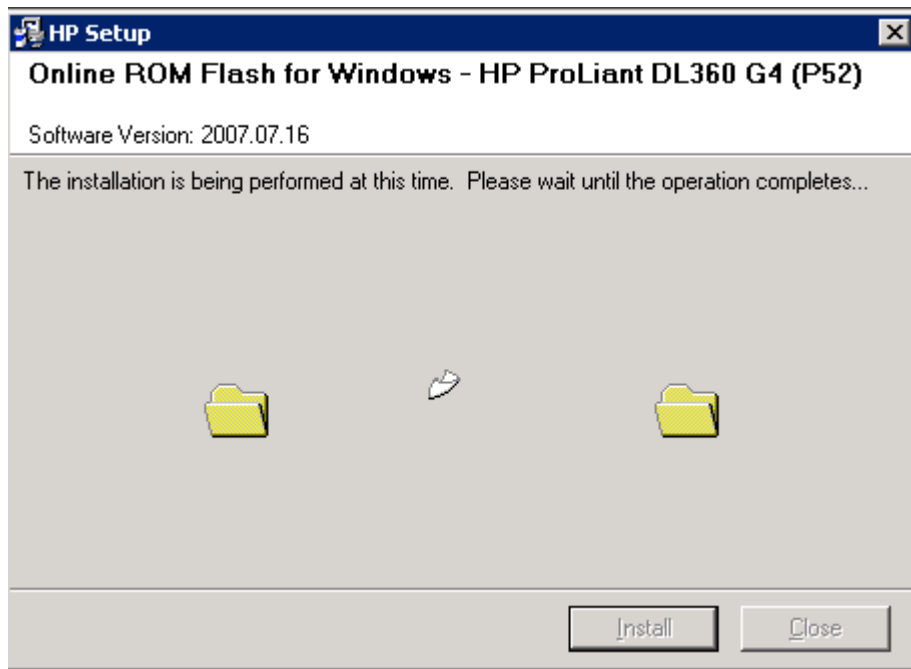 HP Setup
Online ROM Flash for Windows - HP ProLiant DL360 G4 (P52)
Software Version: 2007.07.16
The installation is being performed at this time.  Please wait until the operation completes...
Install
Close